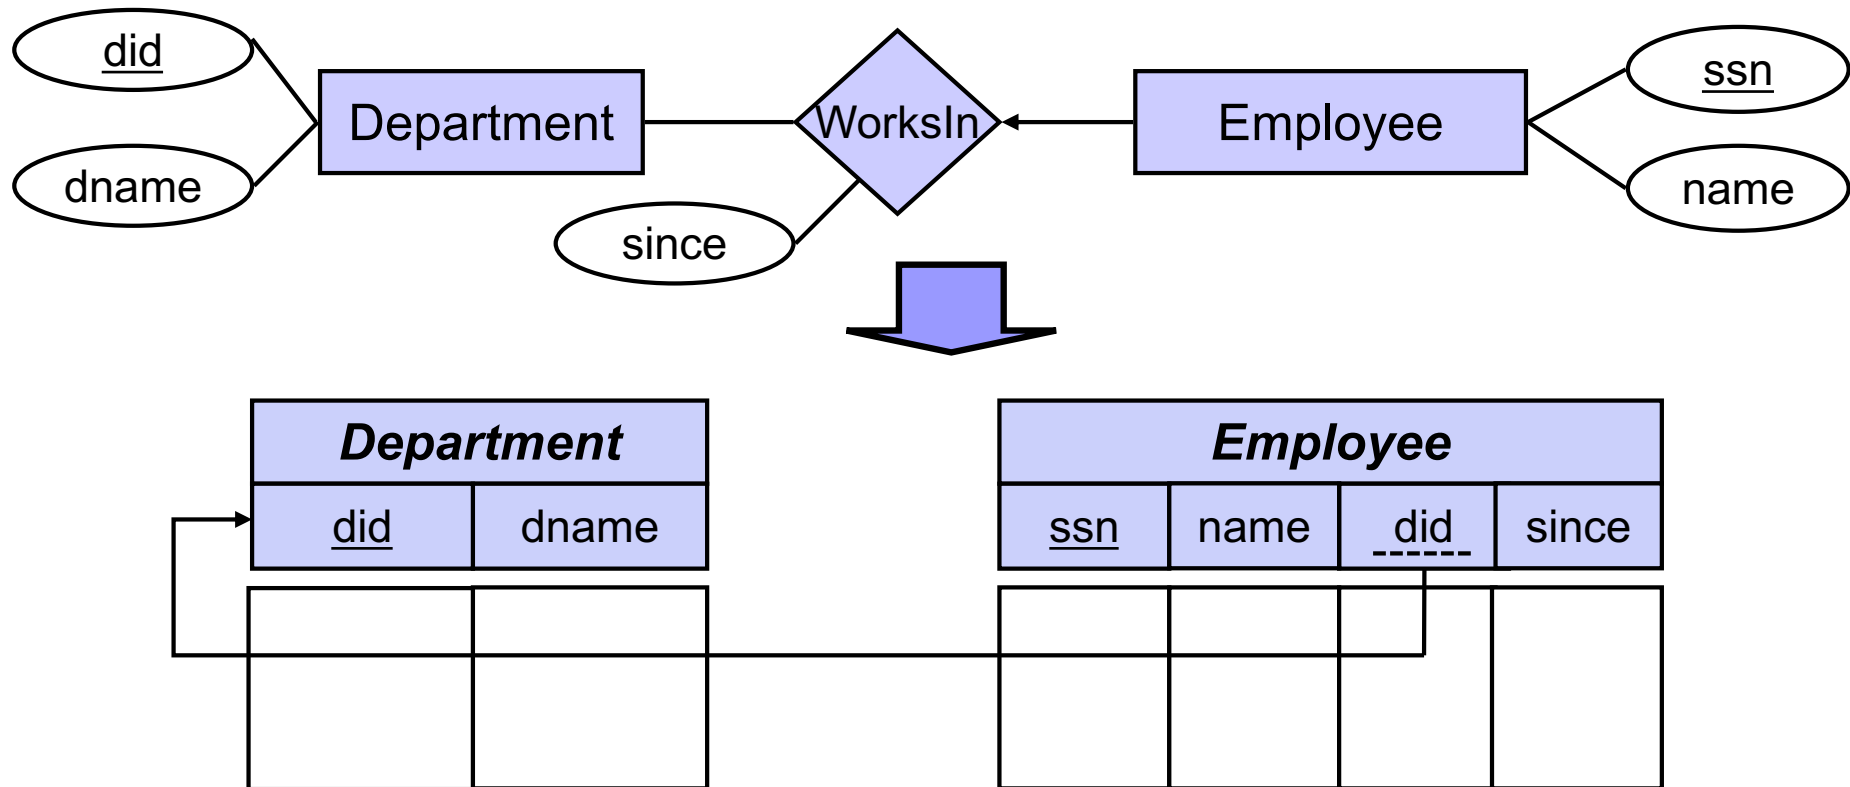 did
dname
Department
WorksIn
since
Employee
ssn
name
Department
did dname
Employee
ssn name did since